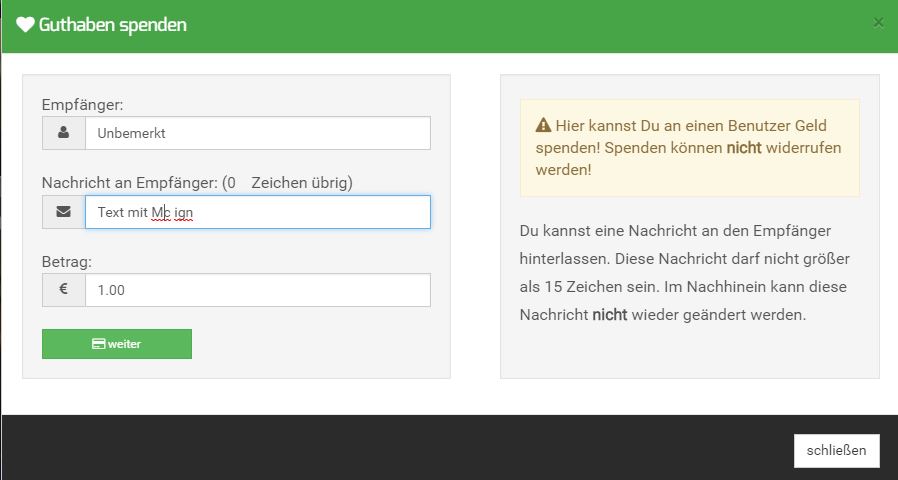 Guthaben spenden
×
Empfänger:
Unbemerkt
Nachricht an Empfänger: (0 Zeichen übrig)
Text mit Mc ign
Betrag:
€ 1.00
weiter
Hier kannst Du an einen Benutzer Geld
spenden! Spenden können nicht widerrufen
werden!
Du kannst eine Nachricht an den Empfänger
hinterlassen. Diese Nachricht darf nicht größer
als 15 Zeichen sein. Im Nachhinein kann diese
Nachricht nicht wieder geändert werden.
schließen